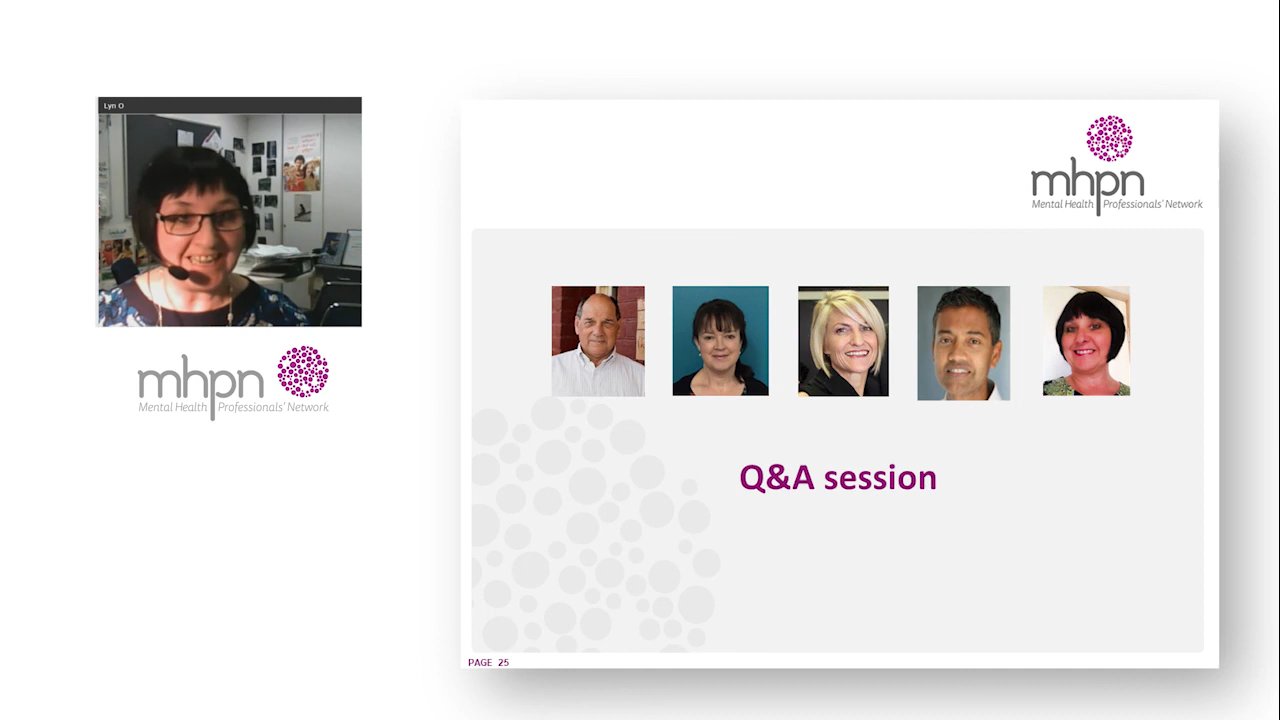 Lyn O
mhpn
Mental Health Professionals' Network
mhpn
Mental Health Professionals' Network
Q&A session
PAGE 25